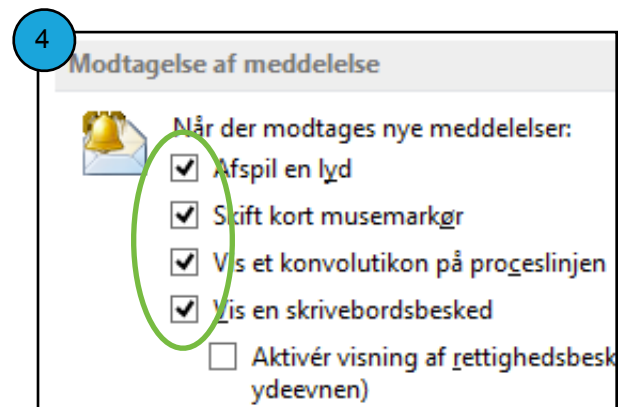 4
Modtagelse af meddelelse
Når der modtages nye meddelelser:
Afspil en lyd
Skift kort musemarkør
Vis et konvolutikon på proceslinjen
Vis en skrivebordsbesked
Aktivér visning af rettighedsbesk
ydeevnen)